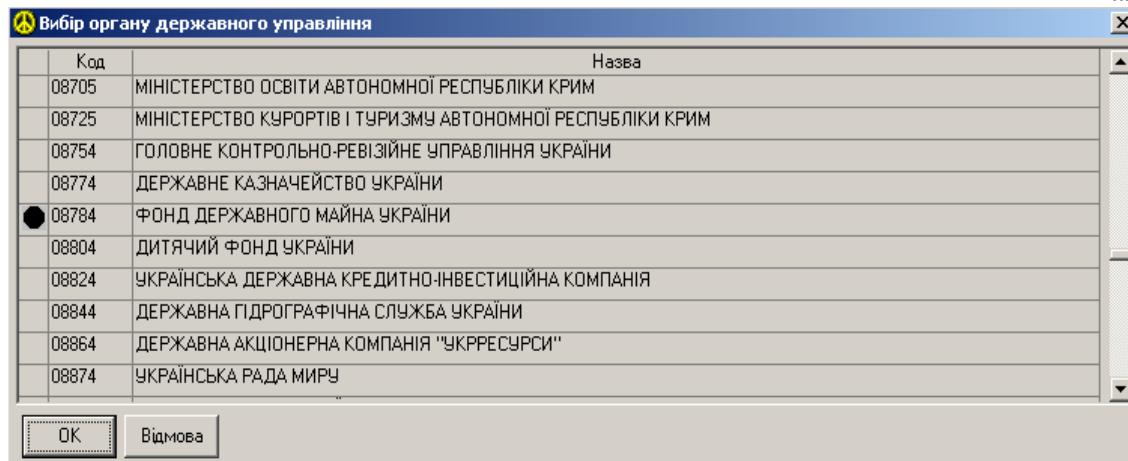 Вибір органу державного управління
Код Назва
08705 МІНІСТЕРСТВО ОСВІТИ АВТОНОМНОЇ РЕСПУБЛІКИ КРИМ
08725 МІНІСТЕРСТВО КУРОРТІВ І ТУРИЗМУ АВТОНОМНОЇ РЕСПУБЛІКИ КРИМ
08754 ГОЛОВНЕ КОНТРОЛЬНО-РЕВІЗІЙНЕ УПРАВЛІННЯ УКРАЇНИ
08774 ДЕРЖАВНЕ КАЗНАЧЕЙСТВО УКРАЇНИ
08784 ФОНД ДЕРЖАВНОГО МАЙНА УКРАЇНИ
08804 ДИТЯЧИЙ ФОНД УКРАЇНИ
08824 УКРАЇНСЬКА ДЕРЖАВНА КРЕДИТНО-ІНВЕСТИЦІЙНА КОМПАНІЯ
08844 ДЕРЖАВНА ГІДРОГРАФІЧНА СЛУЖБА УКРАЇНИ
08864 ДЕРЖАВНА АКЦІОНЕРНА КОМПАНІЯ "УКРРЕСУРСИ"
08874 УКРАЇНСЬКА РАДА МИРУ
OK Відмова